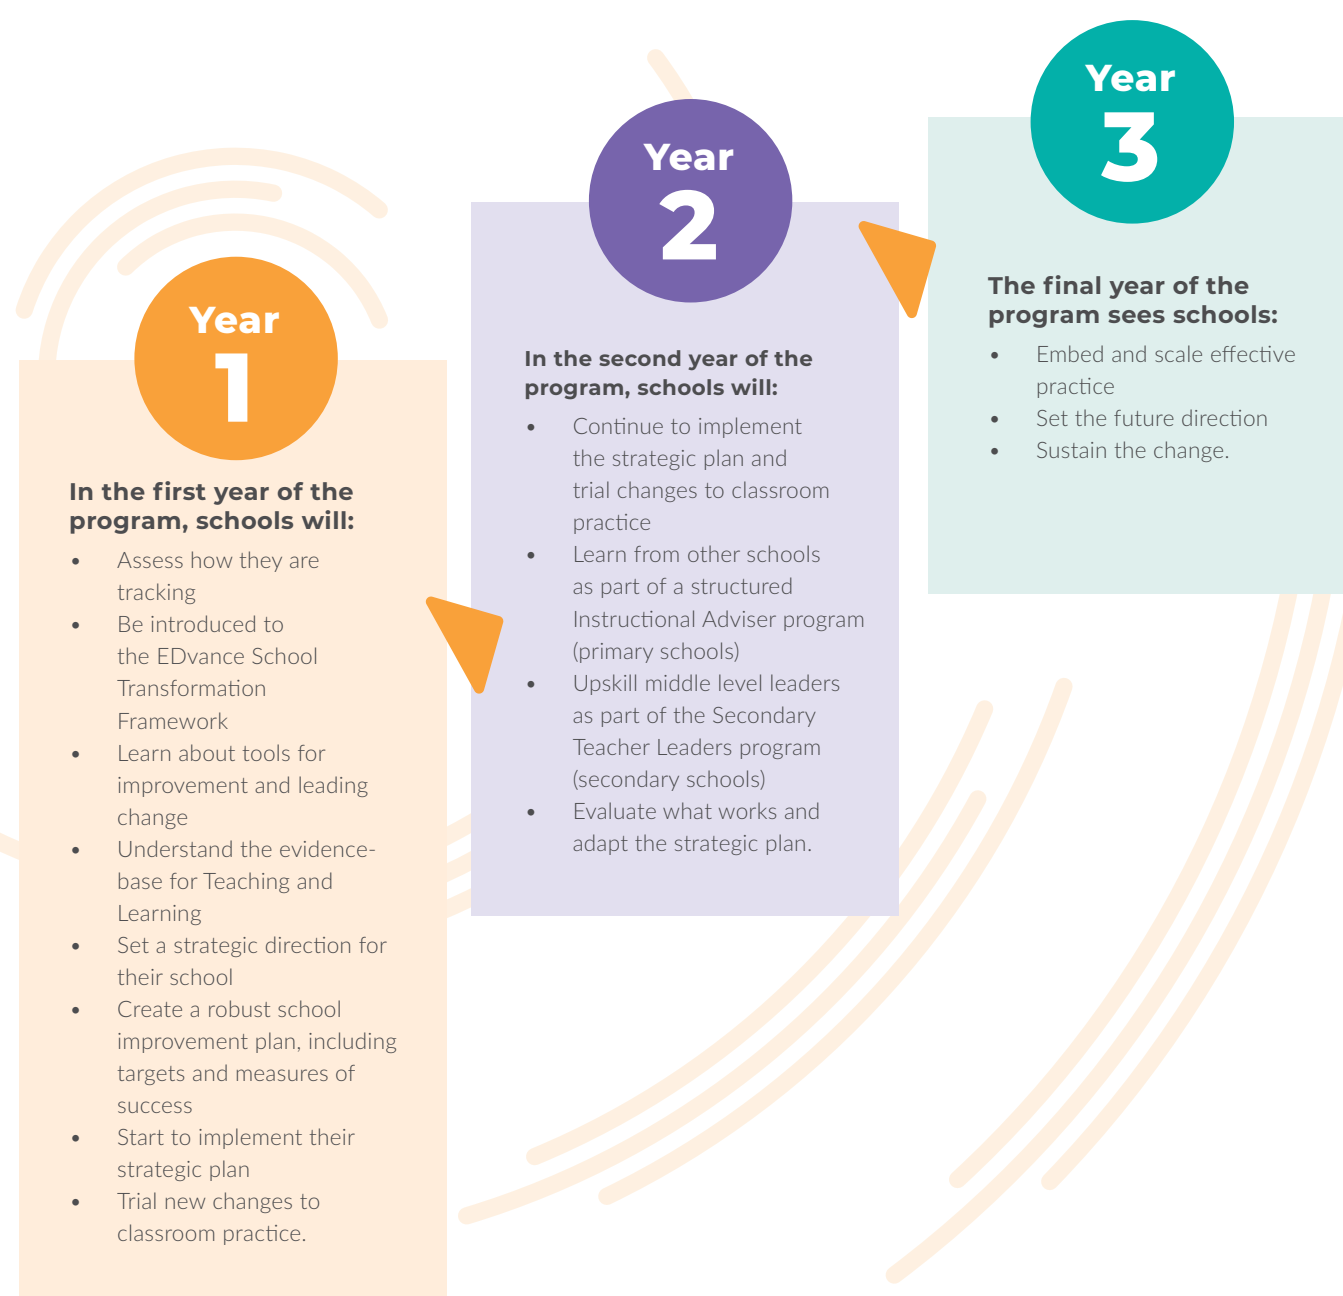 Year
1
In the first year of the
program, schools will:
• Assess how they are
tracking
• Be introduced to
the EDvance School
Transformation
Framework
• Learn about tools for
improvement and leading
change
• Understand the evidence-
base for Teaching and
Learning
• Set a strategic direction for
their school
• Create a robust school
improvement plan, including
targets and measures of
success
• Start to implement their
strategic plan
• Trial new changes to
classroom practice.
Year
2
In the second year of the
program, schools will:
• Continue to implement
the strategic plan and
trial changes to classroom
practice
• Learn from other schools
as part of a structured
Instructional Adviser program
(primary schools)
• Upskill middle level leaders
as part of the Secondary
Teacher Leaders program
(secondary schools)
• Evaluate what works and
adapt the strategic plan.
Year
3
The final year of the
program sees schools:
• Embed and scale effective
practice
• Set the future direction
• Sustain the change.